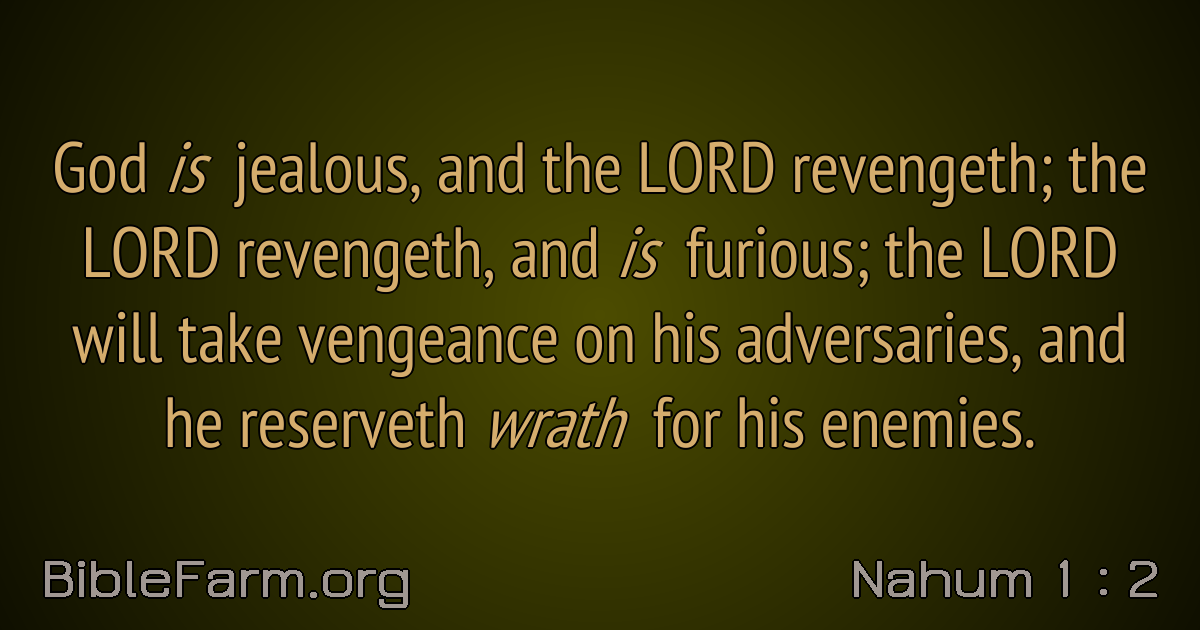 God is jealous, and the LORD revengeth; the
LORD revengeth, and is furious; the LORD
will take vengeance on his adversaries, and
he reserveth wrath for his enemies.
BibleFarm.org
Nahum 1 : 2